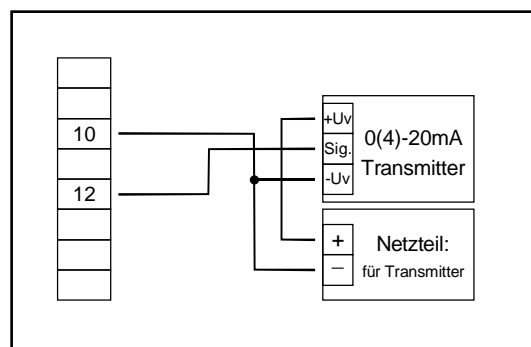 10
12
+Uv
Sig.
-Uv
0(4)-20mA
Transmitter
+
−
Netzteil:
für Transmitter